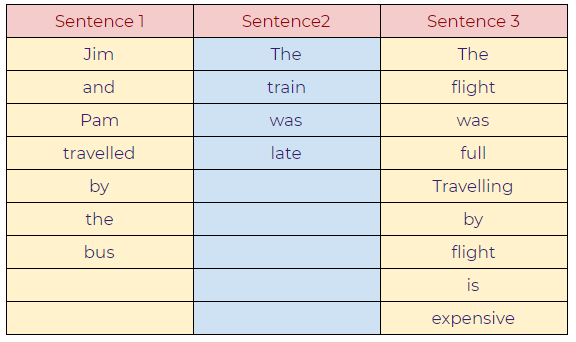 Sentence 1 Sentence2 Sentence 3
Jim The The
and train flight
Pam was was
travelled late full
by Travelling
the by
bus flight
is
expensive